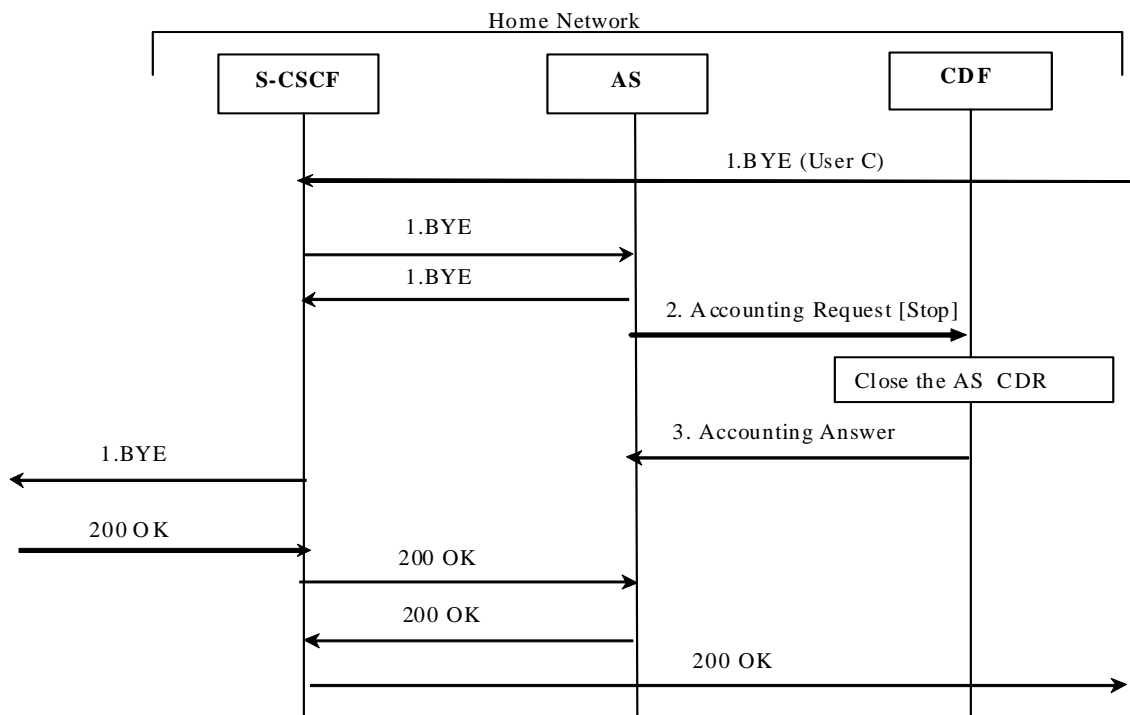 Home Network
S-CSCF
AS
CDF
1.BYE (User C)
1.BYE
1.BYE
2. Accounting Request [Stop]
Close the AS CDR
3. Accounting Answer
1.BYE
200 OK
200 OK
200 OK
200 OK